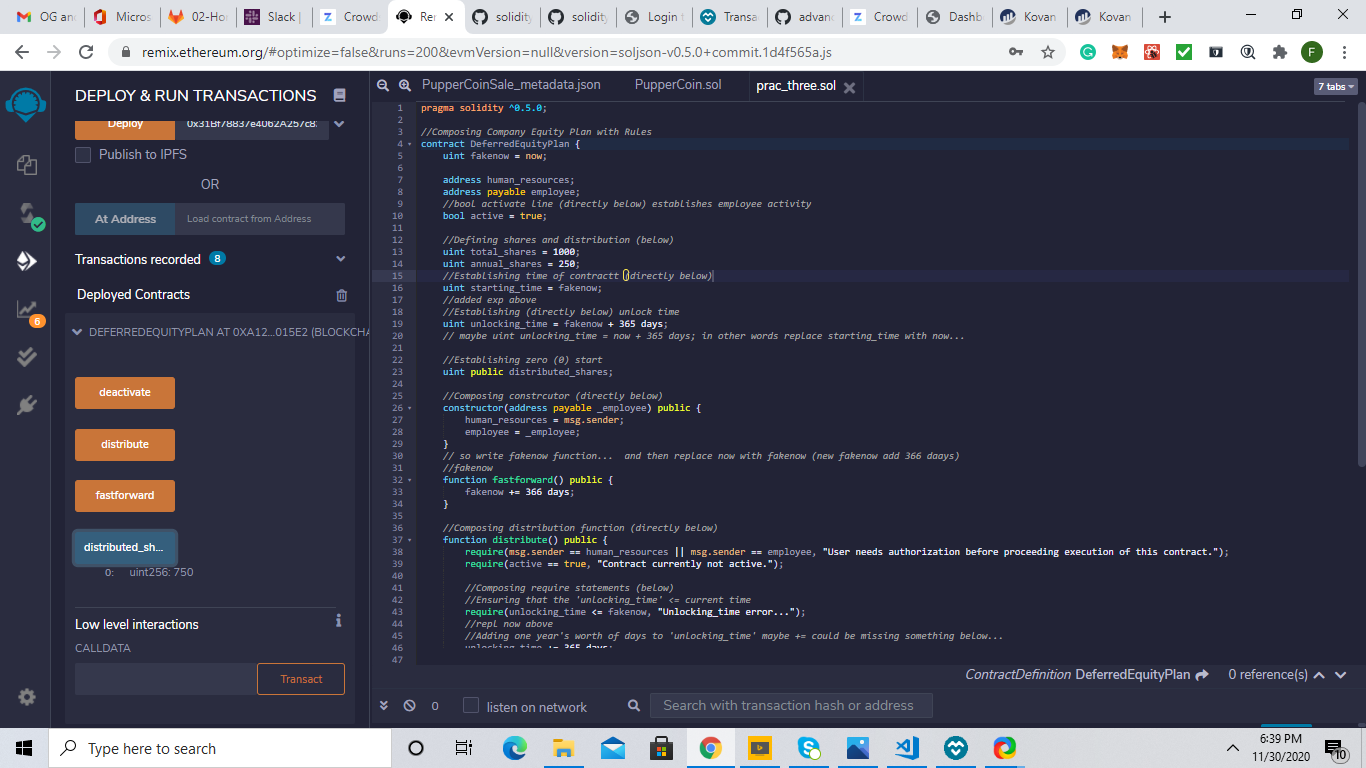 OG an
Micros
02-Hor
Slack |
Crowd
Re
solidity
solidity
Login t
Transa
advan
Crowd
Dashb
Kovan
Kovan
remix.ethereum.org/#optimize=false&runs=200&evmVersion=null&version=soljson-v0.5.0+commit.1d4f565a.js
F
DEPLOY & RUN TRANSACTIONS
PupperCoinSale_metadata.json
PupperCoin.sol
prac_three.sol
7 tabs
Deploy
Publish to IPFS
OR
At Address
Load contract from Address
Transactions recorded 8
Deployed Contracts
6
DEFERREDEQUITYPLAN AT 0XA12...015E2 (BLOCKCHA
deactivate
distribute
fastforward
distributed_sh...
0: uint256: 750
Low level interactions
i
CALLDATA
Transact
1 pragma solidity ^0.5.0;
2
3 //Composing Company Equity Plan with Rules
4 contract DeferredEquityPlan {
5 uint fakenow = now;
6
7 address human_resources;
8 address payable employee;
9 //bool activate line (directly below) establishes employee activity
10 bool active = true;
11
12 //Defining shares and distribution (below)
13 uint total_shares = 1000;
14 uint annual_shares = 250;
15 //Establishing time of contractt (directly below)
16 uint starting_time = fakenow;
17 //added exp above
18 //Establishing (directly below) unlock time
19 uint unlocking_time = fakenow + 365 days;
20 // maybe uint unlocking_time = now + 365 days; in other words replace starting_time with now...
21
22 //Establishing zero (0) start
23 uint public distributed_shares;
24
25 //Composing constrcutor (directly below)
26 constructor(address payable _employee) public {
27 human_resources = msg.sender;
28 employee = _employee;
29 }
30 // so write fakenow function... and then replace now with fakenow (new fakenow add 366 daays)
31 //fakenow
32 function fastforward() public {
33 fakenow += 366 days;
34 }
35
36 //Composing distribution function (directly below)
37 function distribute() public {
38 require(msg.sender == human_resources || msg.sender == employee, "User needs authorization before proceeding execution of this contract.");
39 require(active == true, "Contract currently not active.");
40
41 //Composing require statements (below)
42 //Ensuring that the 'unlocking_time' <= current time
43 require(unlocking_time <= fakenow, "Unlocking_time error...");
44 //repl now above
45 //Adding one year's worth of days to 'unlocking_time' maybe += could be missing something below...
46 unlocking_time += 365 days;
47
ContractDefinition DeferredEquityPlan
0 reference(s)
0
listen on network
Search with transaction hash or address
Type here to search
6:39 PM
11/30/2020
10